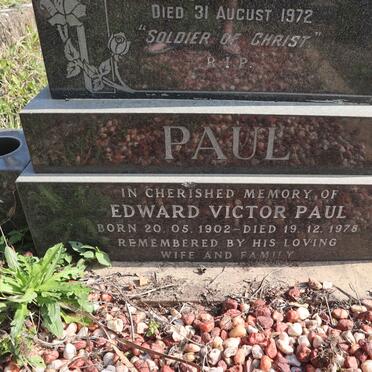 DIED 31 AUGUST 1972
"SOLDIER OF CHRIST"
R.I.P.
PAUL
IN CHERISHED MEMORY OF
EDWARD VICTOR PAUL
BORN 20. 05. 1902-DIED 19. 12. 1978
REMEMBERED BY HIS LOVING
WIFE AND FAMILY